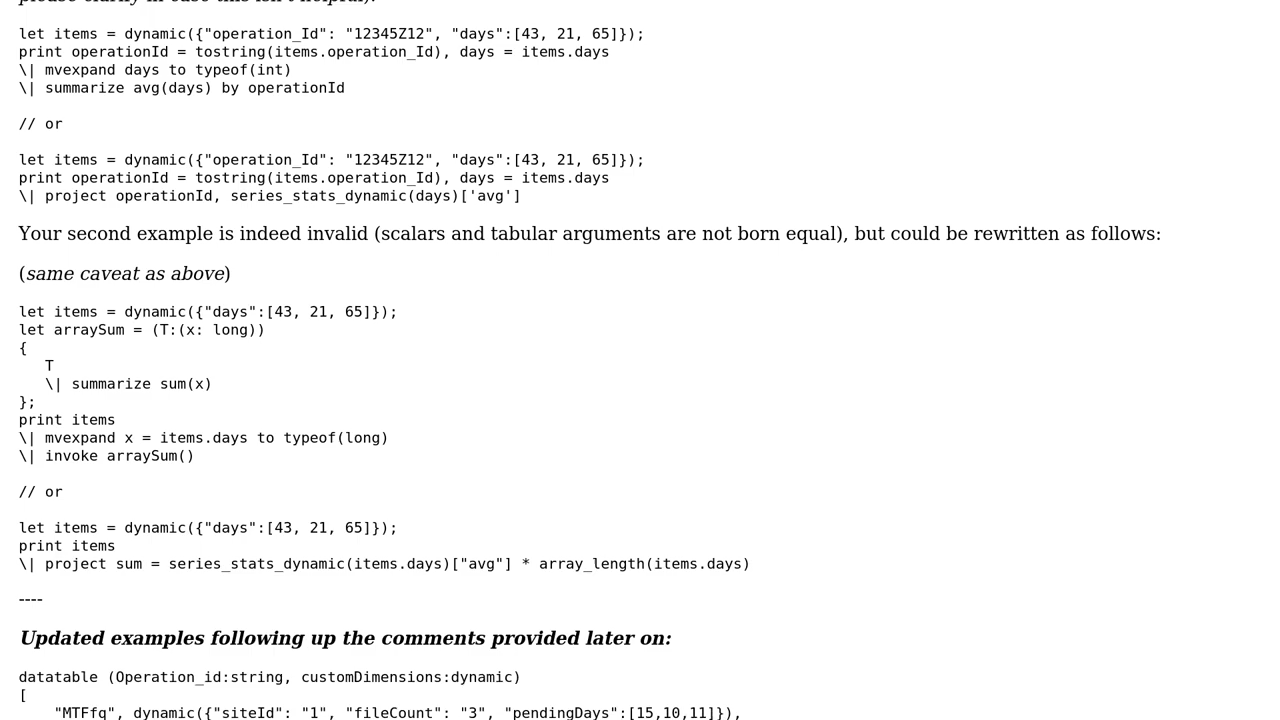 please clarify in case this isn't helpful):
let items = dynamic({"operation_Id": "12345Z12", "days":[43, 21, 65]});
print operationId = tostring(items.operation_Id), days = items.days
\| mvexpand days to typeof(int)
\| summarize avg(days) by operationId
// or
let items = dynamic({"operation_Id": "12345Z12", "days":[43, 21, 65]});
print operationId = tostring(items.operation_Id), days = items.days
\| project operationId, series_stats_dynamic(days)['avg']
Your second example is indeed invalid (scalars and tabular arguments are not born equal), but could be rewritten as follows:
(same caveat as above)
let items = dynamic({"days":[43, 21, 65]});
let arraySum = (T:(x: long))
{
   T
   \| summarize sum(x)
};
print items
\| mvexpand x = items.days to typeof(long)
\| invoke arraySum()
// or
let items = dynamic({"days":[43, 21, 65]});
print items
\| project sum = series_stats_dynamic(items.days)["avg"] * array_length(items.days)
----
Updated examples following up the comments provided later on:
datatable (Operation_id:string, customDimensions:dynamic)
[
    "MTFfq", dynamic({"siteId": "1", "fileCount": "3", "pendingDays":[15,10,11]}),